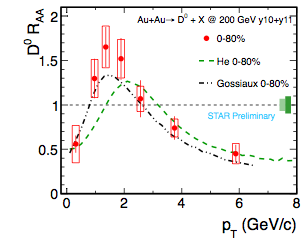 Au+Au→ D⁰ + X @ 200 GeV y10+y11
0-80%
He 0-80%
Gossiaux 0-80%
STAR Preliminary
D⁰ R_AA
2
1.5
1
0.5
0
0 2 4 6 8
p_T (GeV/c)